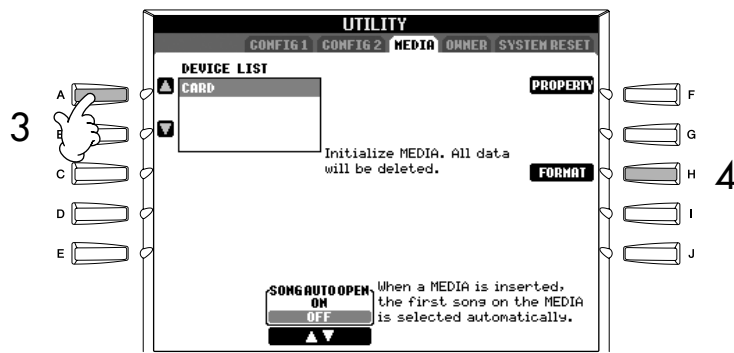 UTILITY
CONFIG 1 CONFIG 2 MEDIA OWNER SYSTEM RESET
DEVICE LIST
CARD
PROPERTY
A
F
3
B
G
Initialize MEDIA. All data
will be deleted.
FORMAT
C
H
4
D
I
E
J
SONG AUTO OPEN
ON
OFF
When a MEDIA is inserted,
the first song on the MEDIA
is selected automatically.